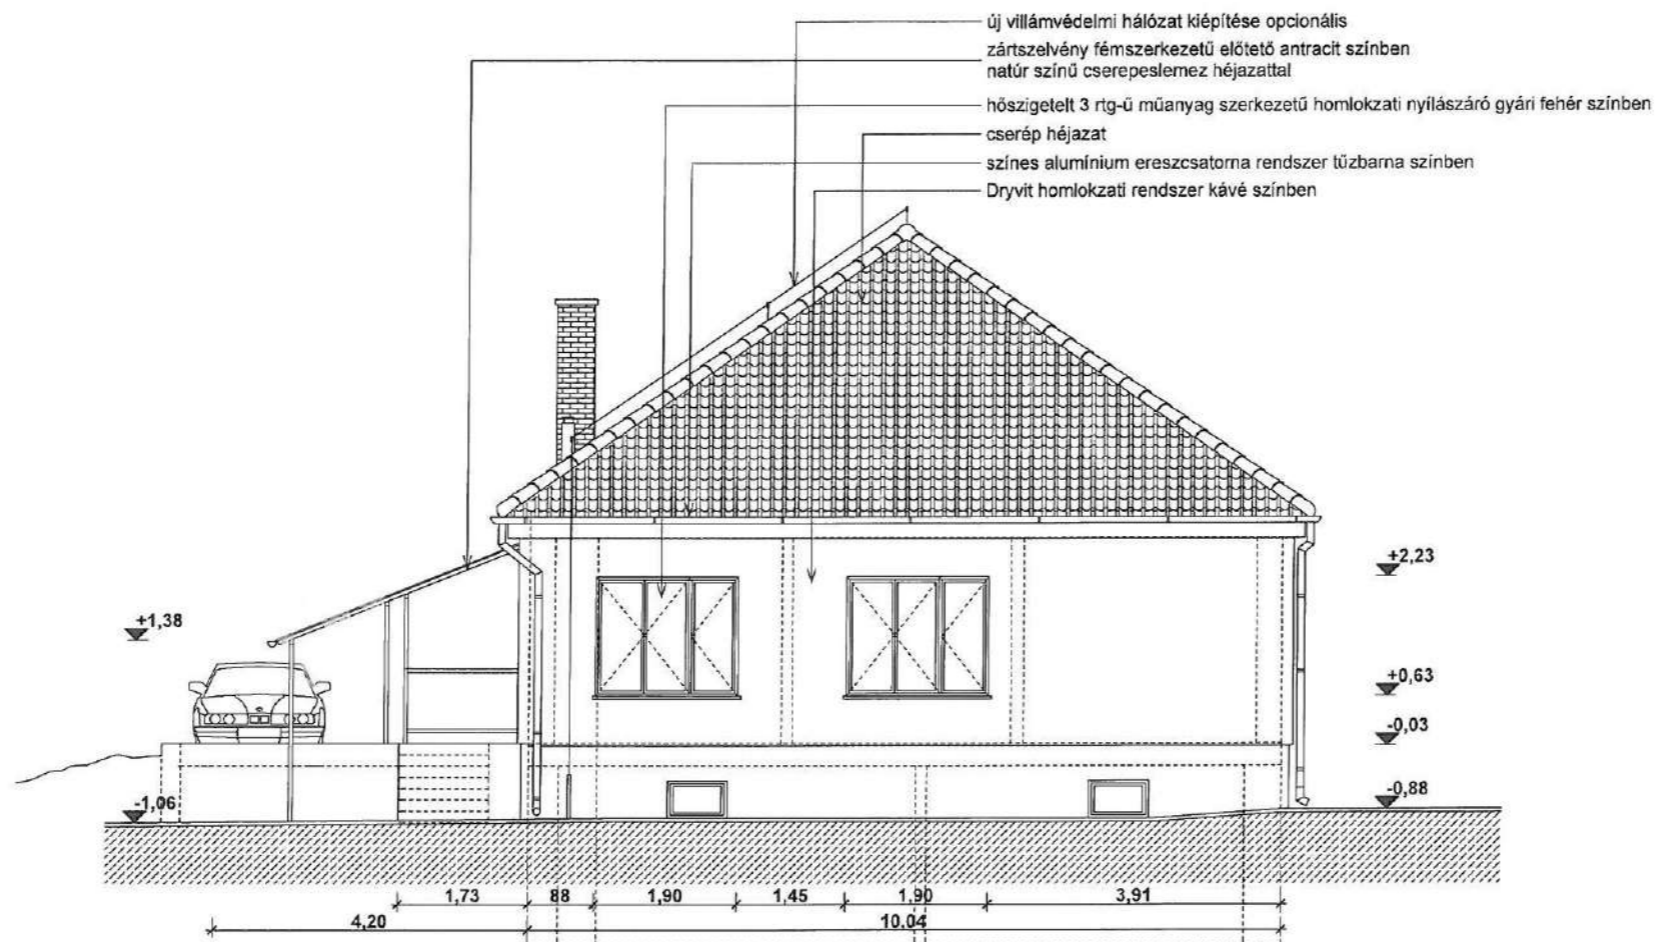 új villámvédelmi hálózat kiépítése opcionális
zártszelvény fémszerkezetű előtető antracit színben
natúr színű cserepeslemez héjazattal
hőszigetelt 3 rtg-ű műanyag szerkezetű homlokzati nyílászáró gyári fehér színben
cserép héjazat
színes alumínium ereszcsatorna rendszer tűzbarna színben
Dryvit homlokzati rendszer kávé színben
+2,23
+1,38
+0,63
-0,03
-0,88
-1,06
1,73 88 1,90 1,45 1,90 3,91
4,20 10,04